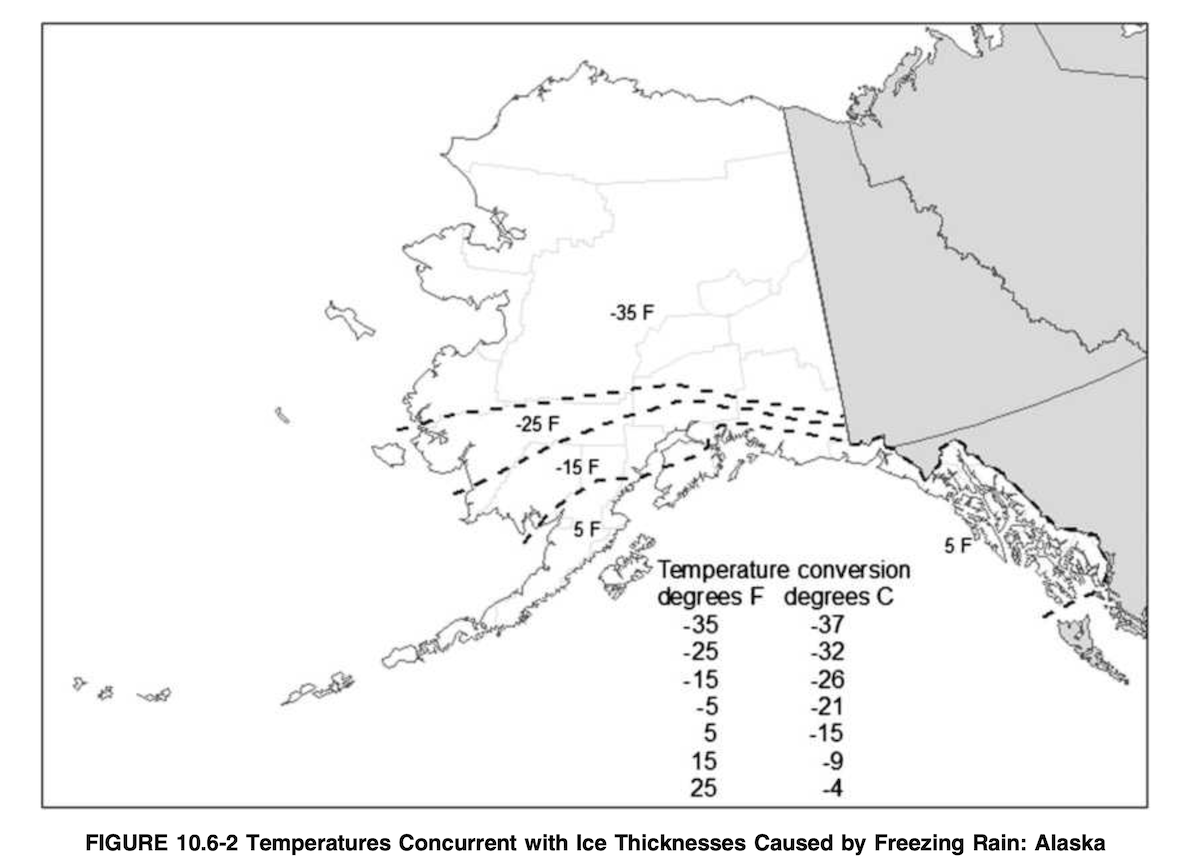 -35 F
-25 F
-15 F
5 F
5 F
Temperature conversion
degrees F degrees C
-35 -37
-25 -32
-15 -26
-5 -21
5 -15
15 -9
25 -4
FIGURE 10.6-2 Temperatures Concurrent with Ice Thicknesses Caused by Freezing Rain: Alaska